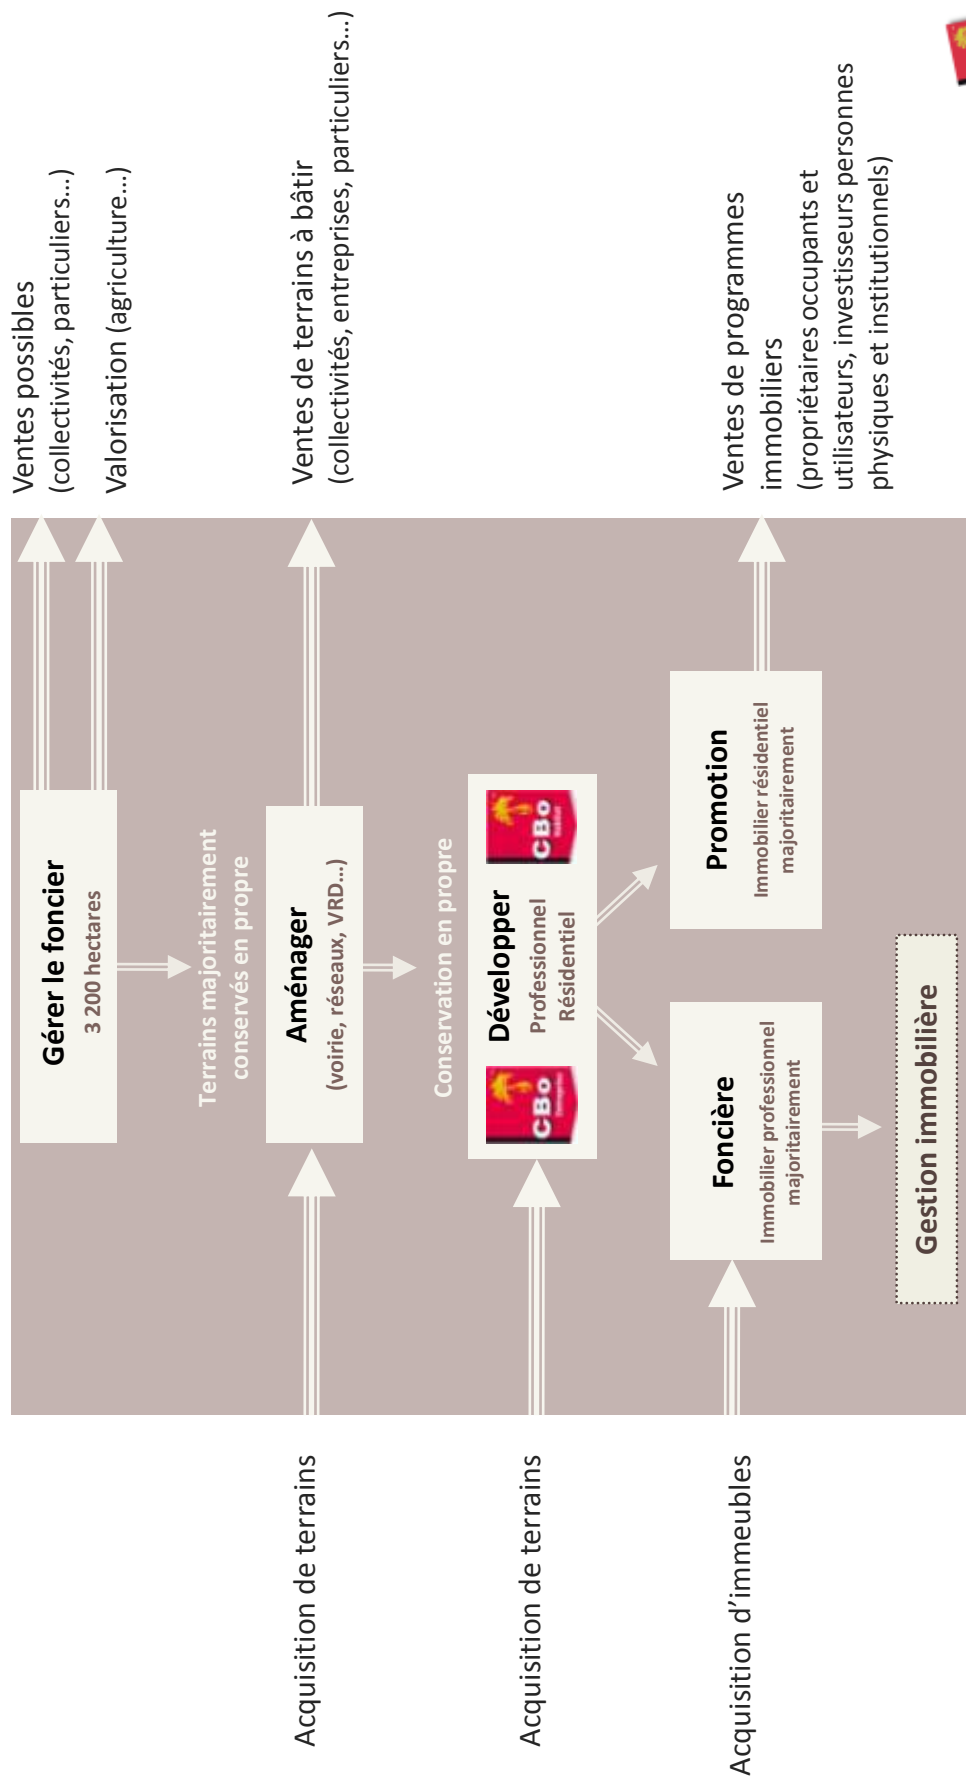 Gérer le foncier
3 200 hectares
Ventes possibles
(collectivités, particuliers...)
Valorisation (agriculture...)
Terrains majoritairement
conservés en propre
Acquisition de terrains
Aménager
(voirie, réseaux, VRD...)
Ventes de terrains à bâtir
(collectivités, entreprises, particuliers...)
Conservation en propre
Acquisition de terrains
CBo
Entreprise
Développer
Professionnel
Résidentiel
CBo
Habitat
Acquisition d’immeubles
Foncière
Immobilier professionnel
majoritairement
Promotion
Immobilier résidentiel
majoritairement
Ventes de programmes
immobiliers
(propriétaires occupants et
utilisateurs, investisseurs personnes
physiques et institutionnels)
Gestion immobilière